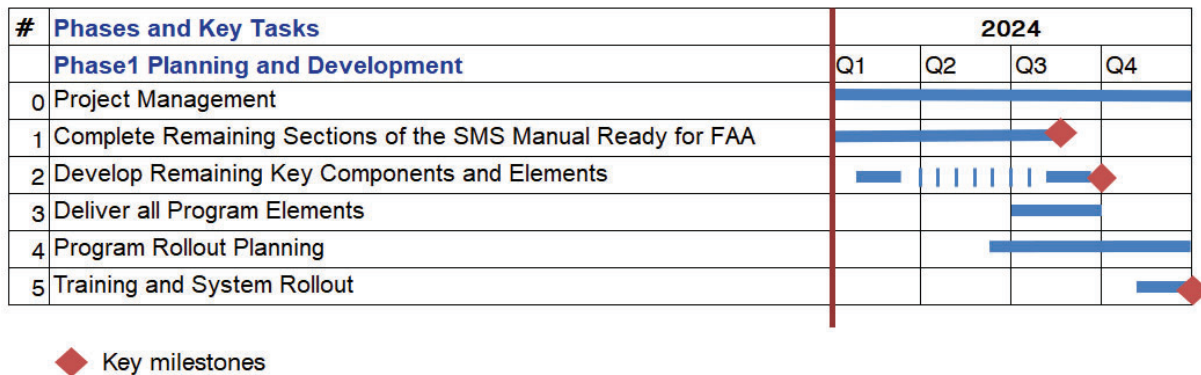 # Phases and Key Tasks 2024
Phase1 Planning and Development Q1 Q2 Q3 Q4
0 Project Management
1 Complete Remaining Sections of the SMS Manual Ready for FAA
2 Develop Remaining Key Components and Elements
3 Deliver all Program Elements
4 Program Rollout Planning
5 Training and System Rollout
Key milestones